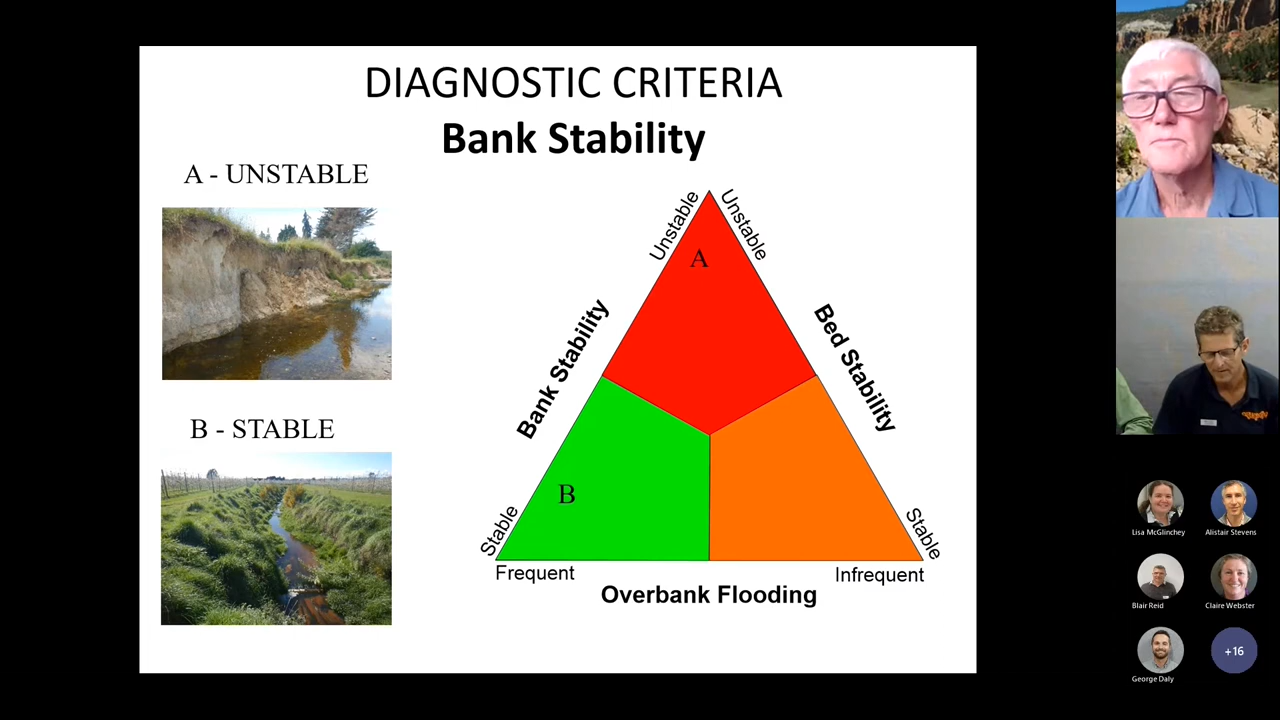 DIAGNOSTIC CRITERIA
Bank Stability
A - UNSTABLE
B - STABLE
Unstable
Unstable
A
Bank Stability
Bed Stability
B
Stable
Stable
Frequent
Infrequent
Overbank Flooding
Lisa McGlinchey
Alistair Stevens
Blair Reid
Claire Webster
George Daly
+16